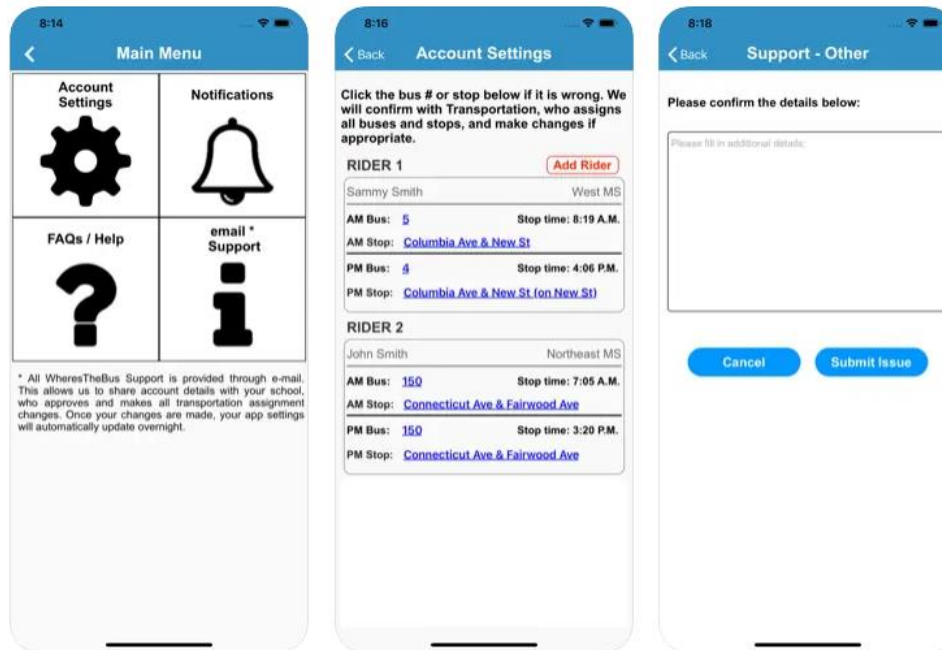 8:14
Main Menu
Account
Settings
Notifications
FAQs / Help
email *
Support
* All WheresTheBus Support is provided through e-mail.
This allows us to share account details with your school,
who approves and makes all transportation assignment
changes. Once your changes are made, your app settings
will automatically update overnight.
8:16
Back
Account Settings
Click the bus # or stop below if it is wrong. We
will confirm with Transportation, who assigns
all buses and stops, and make changes if
appropriate.
RIDER 1
Add Rider
Sammy Smith West MS
AM Bus: 5 Stop time: 8:19 A.M.
AM Stop: Columbia Ave & New St
PM Bus: 4 Stop time: 4:06 P.M.
PM Stop: Columbia Ave & New St (on New St)
RIDER 2
John Smith Northeast MS
AM Bus: 150 Stop time: 7:05 A.M.
AM Stop: Connecticut Ave & Fairwood Ave
PM Bus: 150 Stop time: 3:20 P.M.
PM Stop: Connecticut Ave & Fairwood Ave
8:18
Back
Support - Other
Please confirm the details below:
Please fill in additional details:
Cancel
Submit Issue